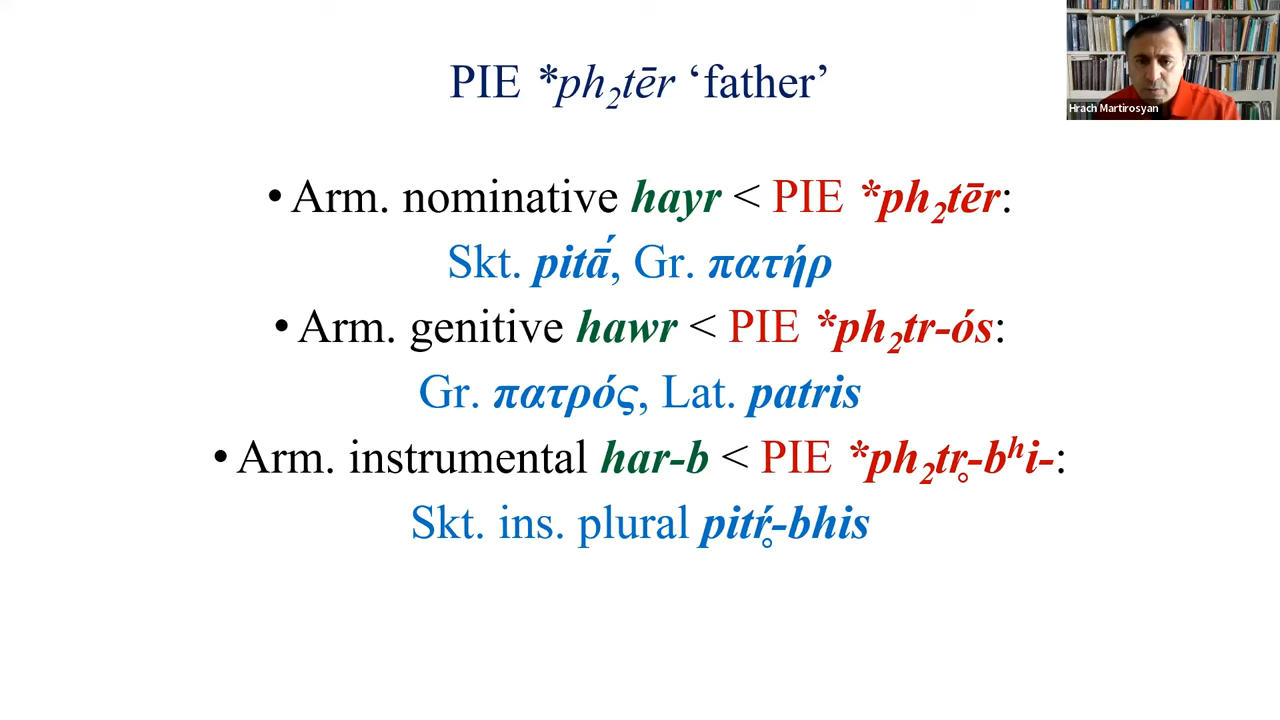 PIE *ph₂tēr ‘father’
Hrach Martirosyan
• Arm. nominative hayr < PIE *ph₂tēr:
Skt. pitā́, Gr. πατήρ
• Arm. genitive hawr < PIE *ph₂tr-ós:
Gr. πατρός, Lat. patris
• Arm. instrumental har-b < PIE *ph₂tr̥-bʰi-:
Skt. ins. plural pitŕ̥-bhis